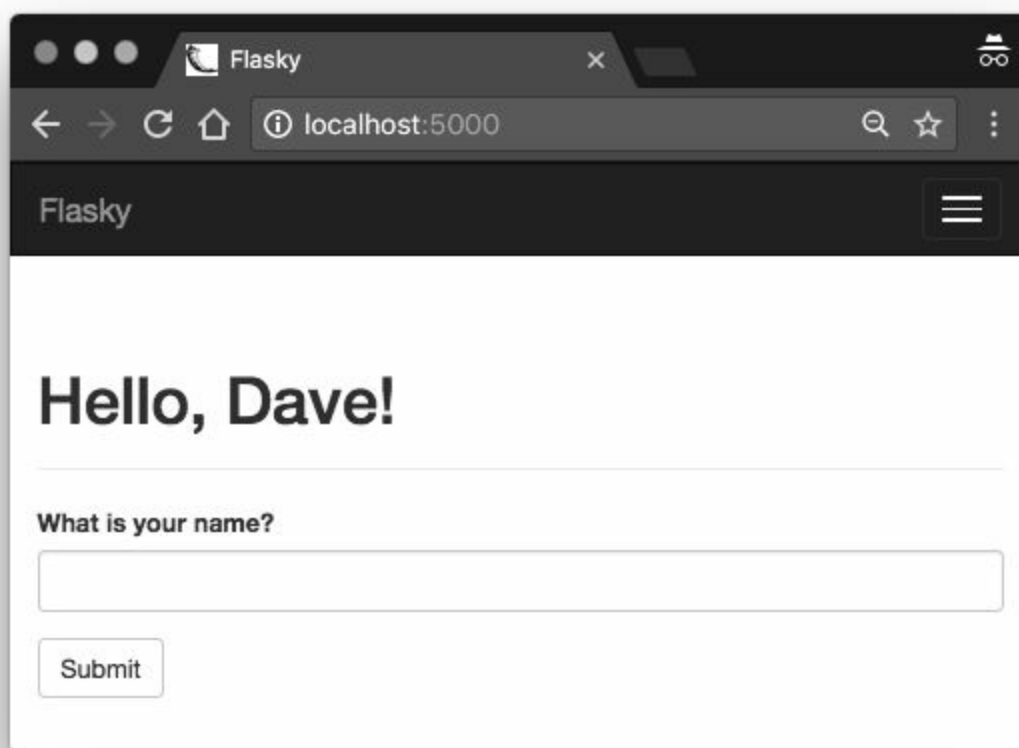 Flasky
localhost:5000
Flasky
Hello, Dave!
What is your name?
Submit